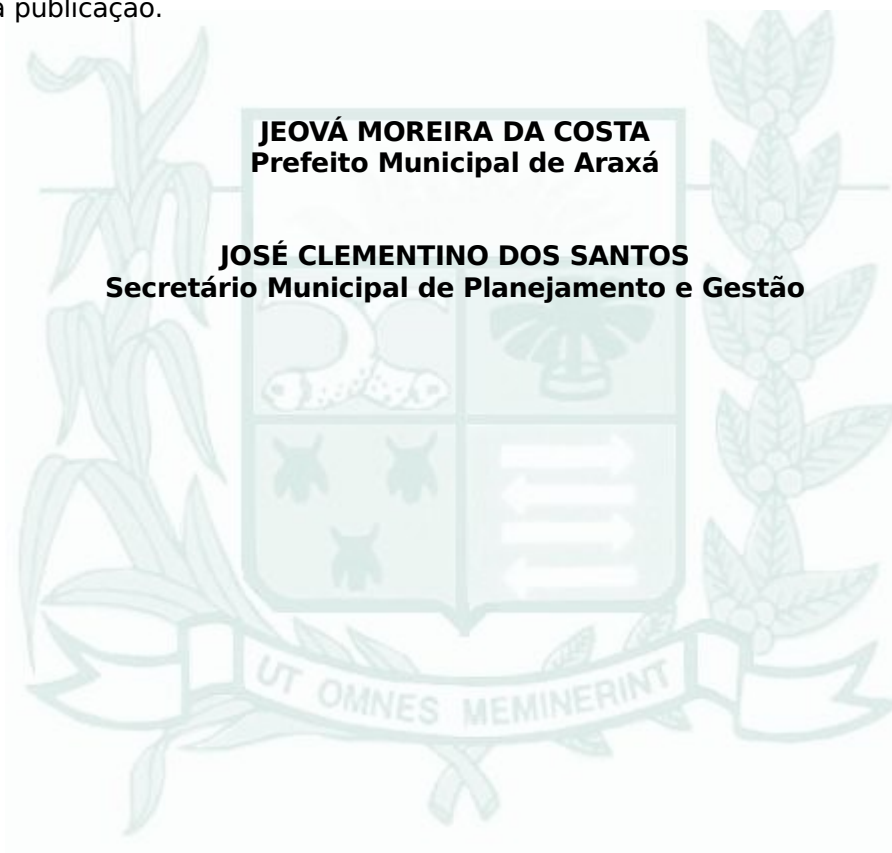 a publicação.
JEOVÁ MOREIRA DA COSTA
Prefeito Municipal de Araxá
JOSÉ CLEMENTINO DOS SANTOS
Secretário Municipal de Planejamento e Gestão
UT OMNES MEMINERINT